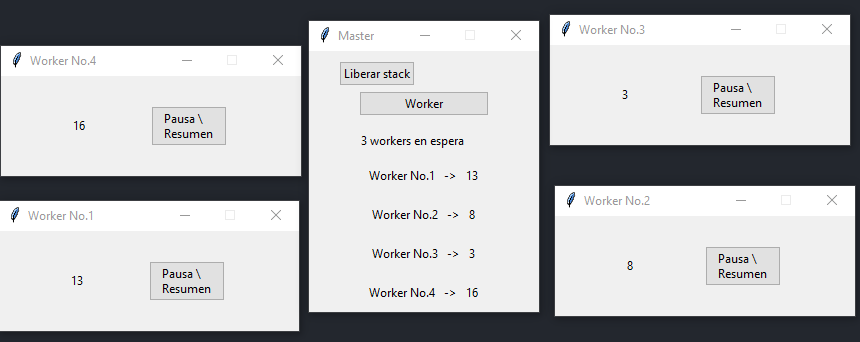 Worker No.4
16
Pausa \
Resumen
Worker No.1
13
Pausa \
Resumen
Master
Liberar stack
Worker
3 workers en espera
Worker No.1 -> 13
Worker No.2 -> 8
Worker No.3 -> 3
Worker No.4 -> 16
Worker No.3
3
Pausa \
Resumen
Worker No.2
8
Pausa \
Resumen